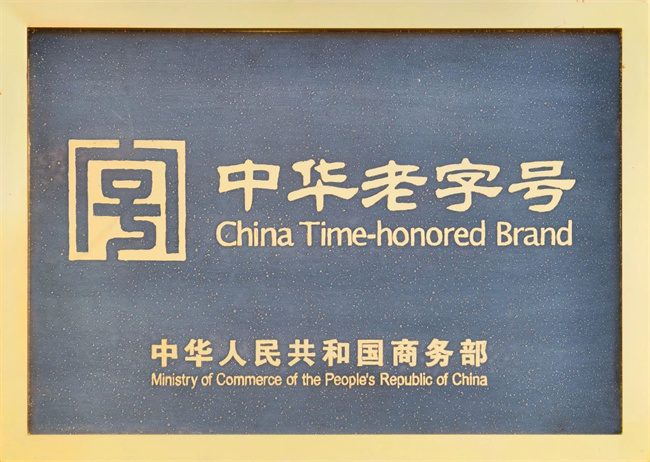 中华老字号
China Time-honored Brand
中华人民共和国商务部
Ministry of Commerce of the People's Republic of China